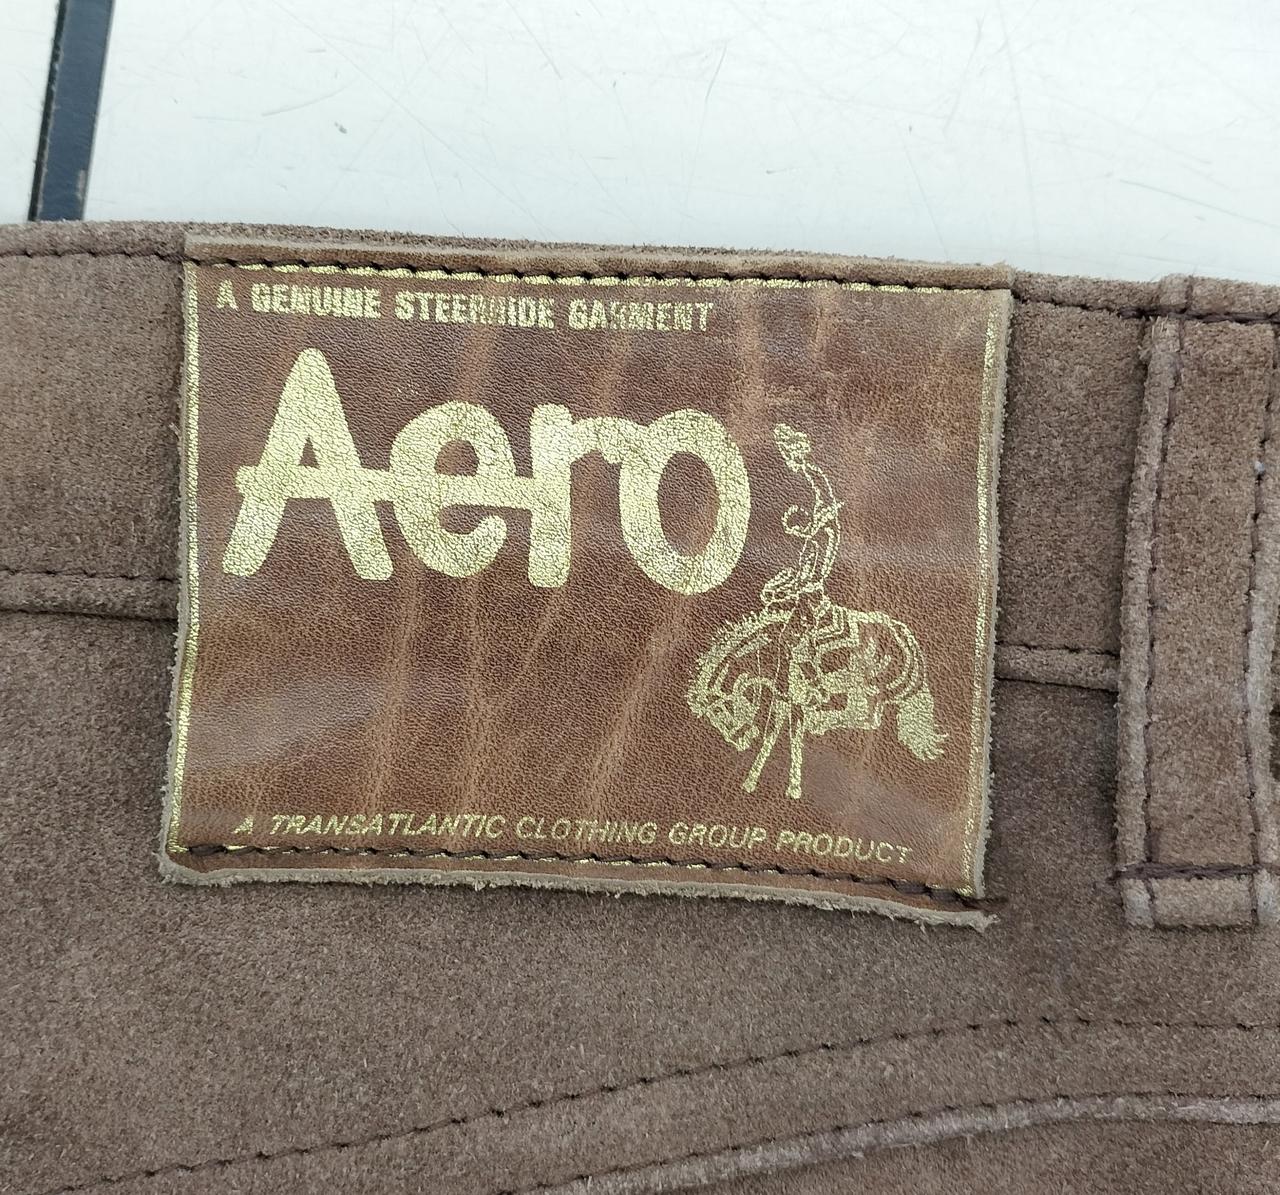 A GENUINE STEERHIDE GARMENT
Aero
A TRANSATLANTIC CLOTHING GROUP PRODUCT